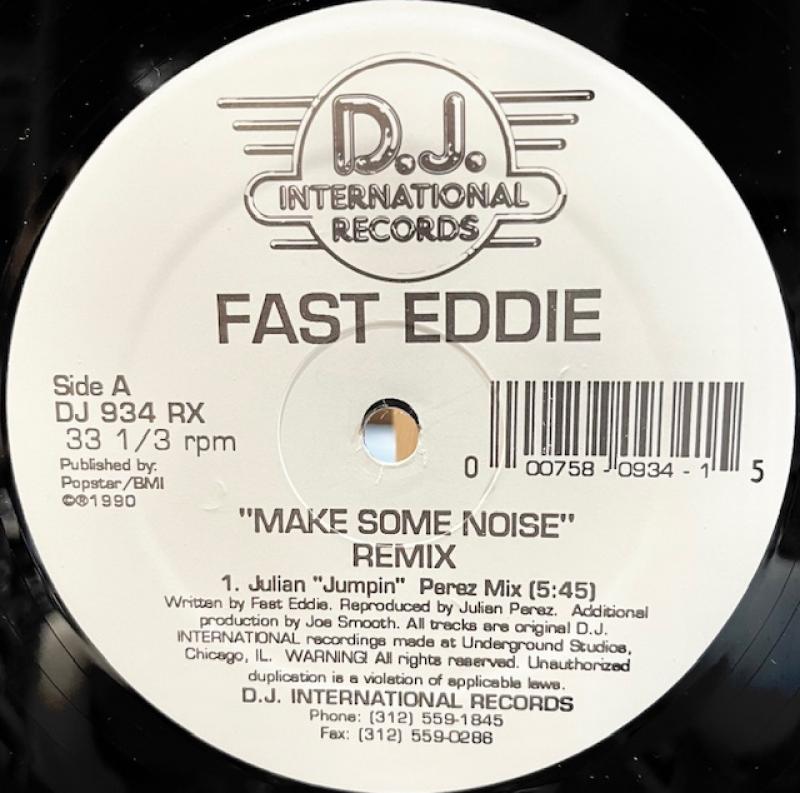 D.J.
INTERNATIONAL
RECORDS
FAST EDDIE
Side A
DJ 934 RX
33 1/3 rpm
Published by:
Popstar/BMI
©®1990
0 00758 - 0934 - 1 5
"MAKE SOME NOISE"
REMIX
1. Julian "Jumpin" Perez Mix (5:45)
Written by Fast Eddie. Reproduced by Julian Perez. Additional
production by Joe Smooth. All tracks are original D.J.
INTERNATIONAL recordings made at Underground Studios,
Chicago, IL. WARNING! All rights reserved. Unauthorized
duplication is a violation of applicable laws.
D.J. INTERNATIONAL RECORDS
Phone: (312) 559-1845
Fax: (312) 559-0286